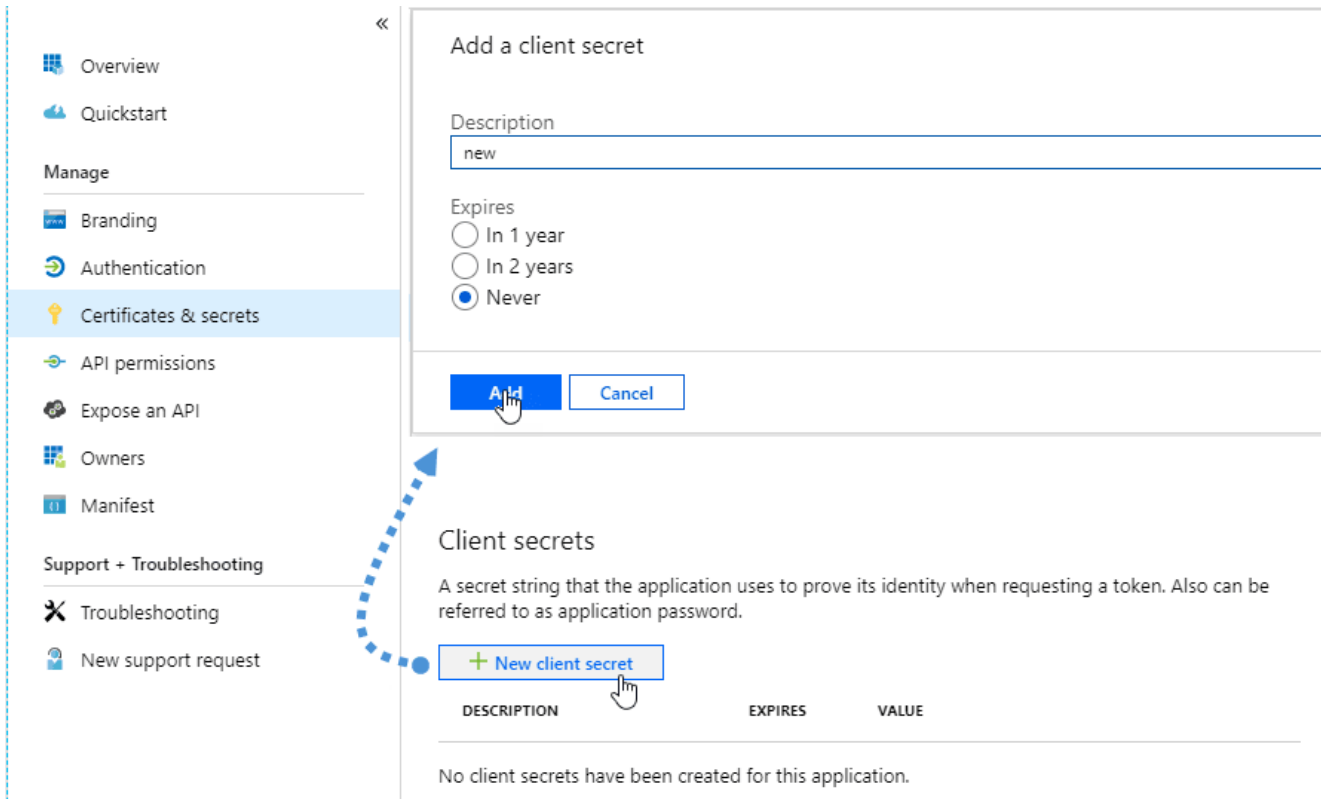 «
Overview
Quickstart
Manage
Branding
Authentication
Certificates & secrets
API permissions
Expose an API
Owners
Manifest
Support + Troubleshooting
Troubleshooting
New support request
Add a client secret
Description
new
Expires
In 1 year
In 2 years
Never
Add
Cancel
Client secrets
A secret string that the application uses to prove its identity when requesting a token. Also can be
referred to as application password.
+ New client secret
DESCRIPTION EXPIRES VALUE
No client secrets have been created for this application.